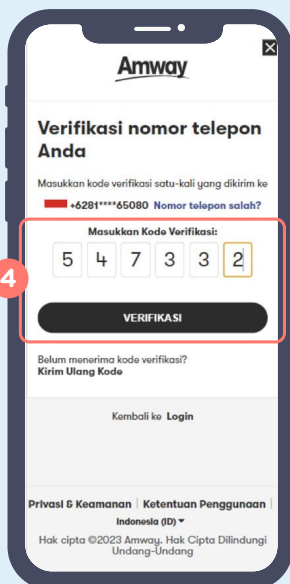 Amway
Verifikasi nomor telepon
Anda
Masukkan kode verifikasi satu-kali yang dikirim ke
+6281****65080 Nomor telepon salah?
Masukkan Kode Verifikasi:
5 4 7 3 3 2
4
VERIFIKASI
Belum menerima kode verifikasi?
Kirim Ulang Kode
Kembali ke Login
Privasi & Keamanan | Ketentuan Penggunaan |
Indonesia (ID)
Hak cipta ©2023 Amway. Hak Cipta Dilindungi
Undang-Undang